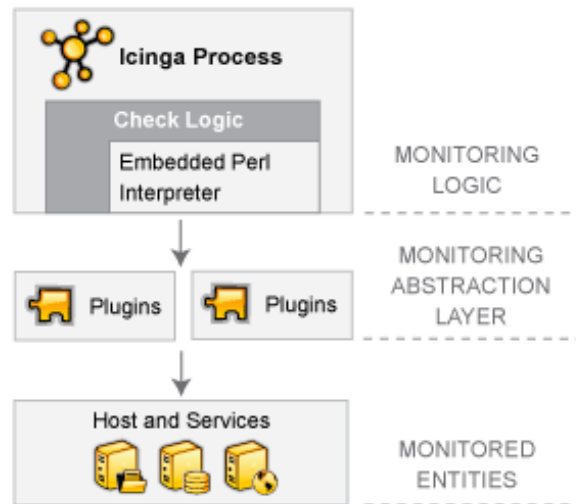 Icinga Process
Check Logic
Embedded Perl
Interpreter
MONITORING
LOGIC
Plugins
Plugins
MONITORING
ABSTRACTION
LAYER
Host and Services
MONITORED
ENTITIES